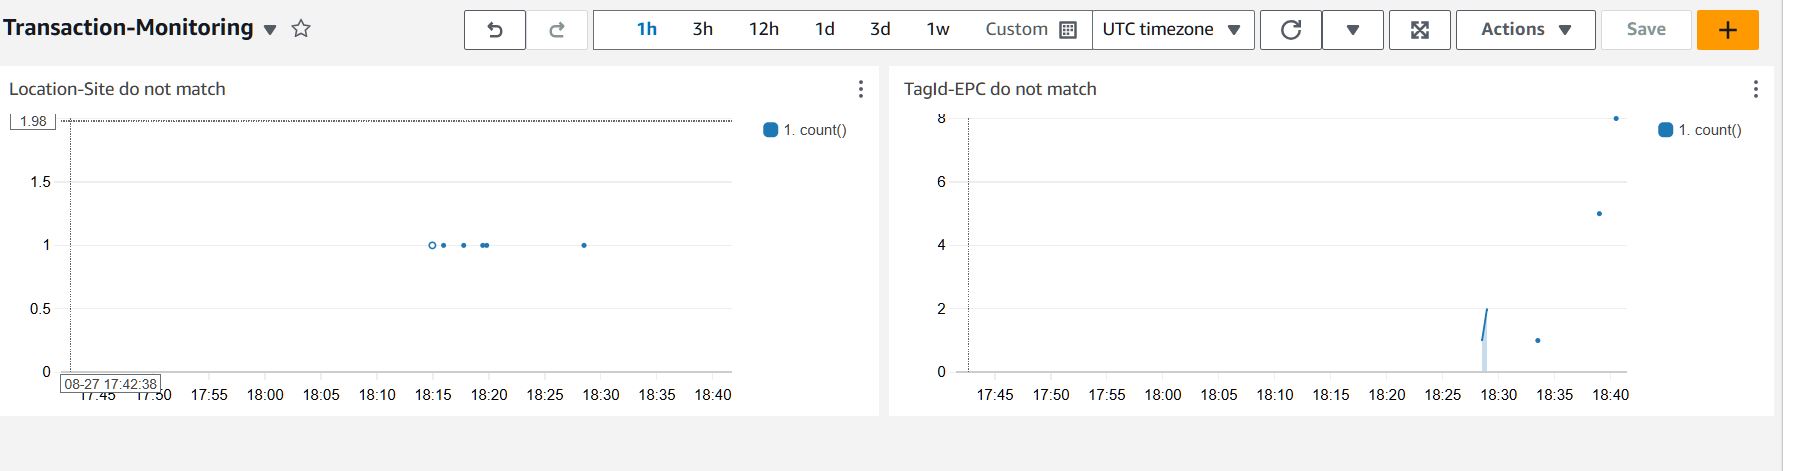 Transaction-Monitoring
1h 3h 12h 1d 3d 1w Custom UTC timezone Actions Save
Location-Site do not match
1.98
1.5
1
0.5
0
08-27 17:42:38
17:45 17:50 17:55 18:00 18:05 18:10 18:15 18:20 18:25 18:30 18:35 18:40
1. count()
TagId-EPC do not match
8
6
4
2
0
17:45 17:50 17:55 18:00 18:05 18:10 18:15 18:20 18:25 18:30 18:35 18:40
1. count()